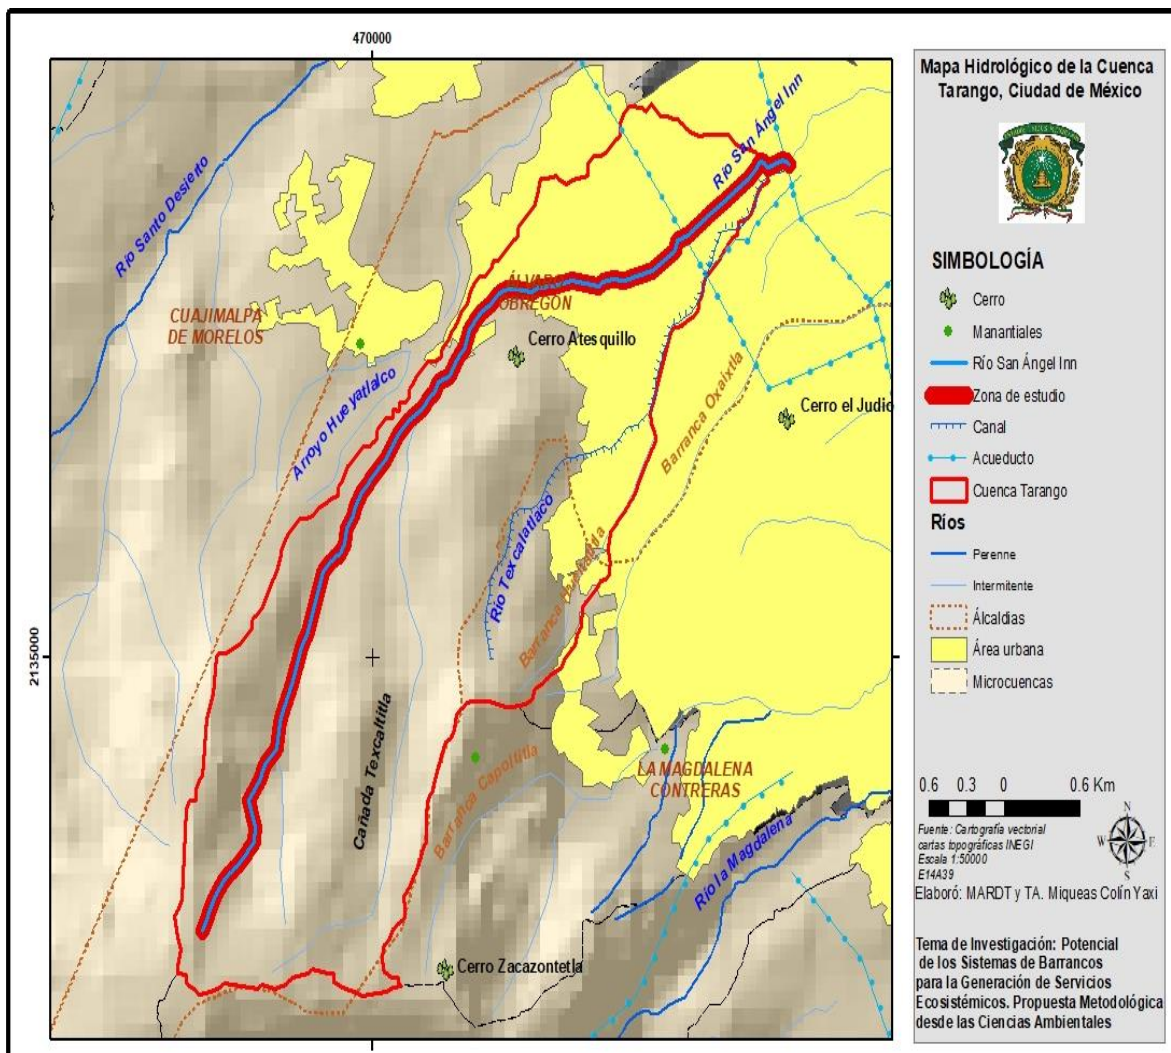 470000
2135000
Río Santo Desierto
Río San Ángel Inn
CUAJIMALPA
DE MORELOS
ÁLVARO
OBREGÓN
Cerro Atesquillo
Arroyo Hueyatlalco
Barranca Oxaixtla
Cerro el Judio
Río Texcalatlaco
Cañada Texcaltitla
Barranca Capoltitla
LA MAGDALENA
CONTRERAS
Río la Magdalena
Cerro Zacazontetla
Mapa Hidrológico de la Cuenca
Tarango, Ciudad de México
SIMBOLOGÍA
Cerro
Manantiales
Río San Ángel Inn
Zona de estudio
Canal
Acueducto
Cuenca Tarango
Ríos
Perenne
Intermitente
Álcaldias
Área urbana
Microcuencas
0.6 0.3 0 0.6 Km
Fuente: Cartografía vectorial
cartas topográficas INEGI
Escala 1:50000
E14A39
N
W E
S
Elaboró: MARDT y TA. Miqueas Colín Yaxi
Tema de Investigación: Potencial
de los Sistemas de Barrancos
para la Generación de Servicios
Ecosistémicos. Propuesta Metodológica
desde las Ciencias Ambientales